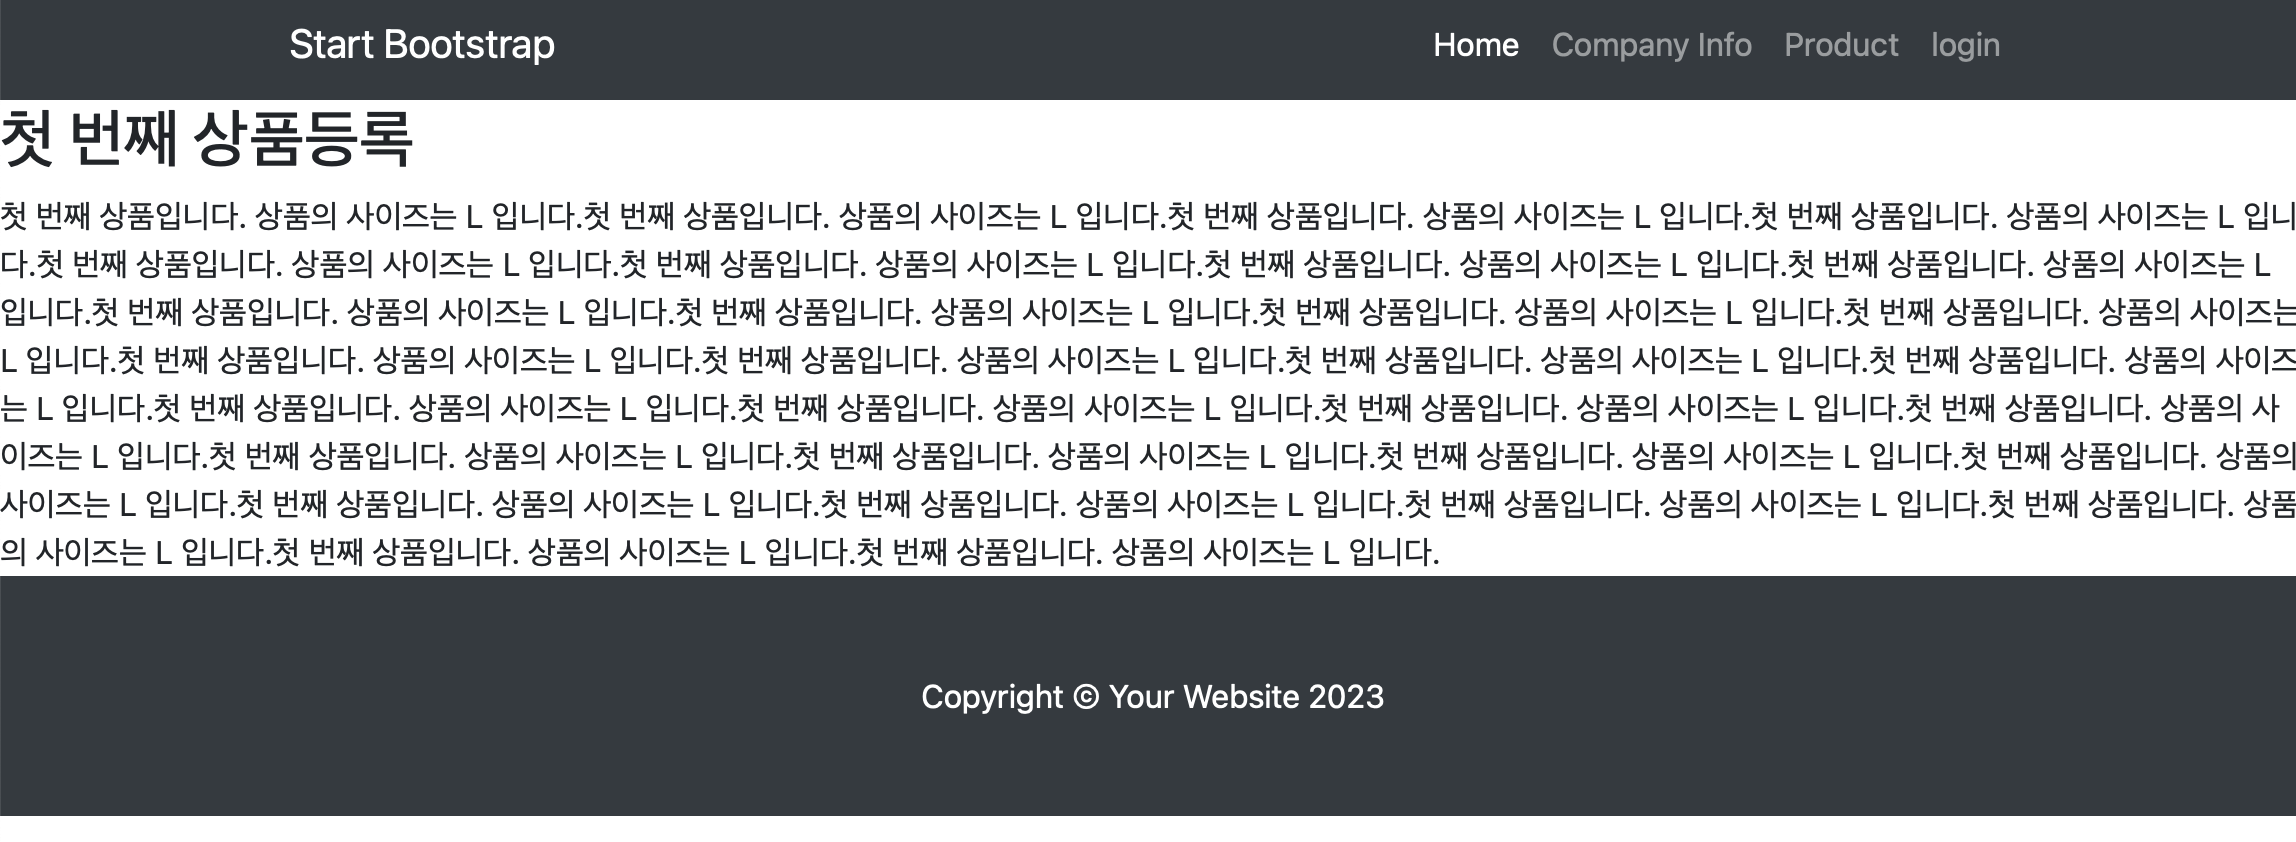 Start Bootstrap
Home Company Info Product login
첫 번째 상품등록
첫 번째 상품입니다. 상품의 사이즈는 L 입니다.첫 번째 상품입니다. 상품의 사이즈는 L 입니다.첫 번째 상품입니다. 상품의 사이즈는 L 입니다.첫 번째 상품입니다. 상품의 사이즈는 L 입니
다.첫 번째 상품입니다. 상품의 사이즈는 L 입니다.첫 번째 상품입니다. 상품의 사이즈는 L 입니다.첫 번째 상품입니다. 상품의 사이즈는 L 입니다.첫 번째 상품입니다. 상품의 사이즈는 L
입니다.첫 번째 상품입니다. 상품의 사이즈는 L 입니다.첫 번째 상품입니다. 상품의 사이즈는 L 입니다.첫 번째 상품입니다. 상품의 사이즈는 L 입니다.첫 번째 상품입니다. 상품의 사이즈는
L 입니다.첫 번째 상품입니다. 상품의 사이즈는 L 입니다.첫 번째 상품입니다. 상품의 사이즈는 L 입니다.첫 번째 상품입니다. 상품의 사이즈는 L 입니다.첫 번째 상품입니다. 상품의 사이즈
는 L 입니다.첫 번째 상품입니다. 상품의 사이즈는 L 입니다.첫 번째 상품입니다. 상품의 사이즈는 L 입니다.첫 번째 상품입니다. 상품의 사이즈는 L 입니다.첫 번째 상품입니다. 상품의 사
이즈는 L 입니다.첫 번째 상품입니다. 상품의 사이즈는 L 입니다.첫 번째 상품입니다. 상품의 사이즈는 L 입니다.첫 번째 상품입니다. 상품의 사이즈는 L 입니다.첫 번째 상품입니다. 상품의
사이즈는 L 입니다.첫 번째 상품입니다. 상품의 사이즈는 L 입니다.첫 번째 상품입니다. 상품의 사이즈는 L 입니다.첫 번째 상품입니다. 상품의 사이즈는 L 입니다.첫 번째 상품입니다. 상품
의 사이즈는 L 입니다.첫 번째 상품입니다. 상품의 사이즈는 L 입니다.첫 번째 상품입니다. 상품의 사이즈는 L 입니다.
Copyright © Your Website 2023